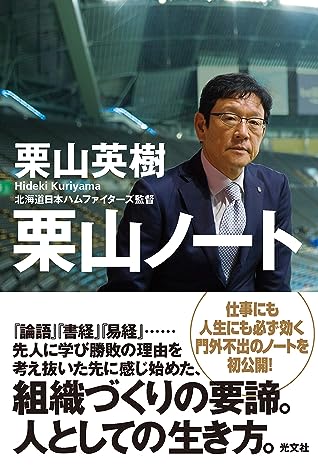 栗山英樹
Hideki Kuriyama
北海道日本ハムファイターズ監督
栗山ノート
仕事にも
人生にも必ず効く
門外不出のノートを
初公開!
『論語』『書経』『易経』……
先人に学び勝敗の理由を
考え抜いた先に感じ始めた、
組織づくりの要諦。
人としての生き方。
光文社